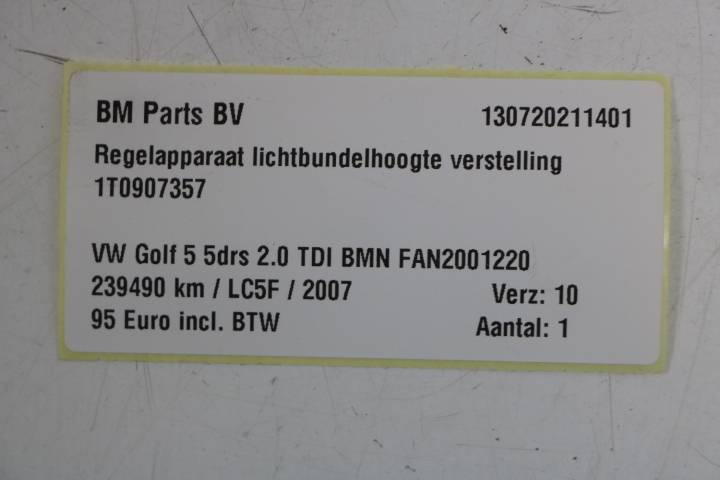 BM Parts BV 130720211401
Regelapparaat lichtbundelhoogte verstelling
1T0907357
VW Golf 5 5drs 2.0 TDI BMN FAN2001220
239490 km / LC5F / 2007 Verz: 10
95 Euro incl. BTW Aantal: 1